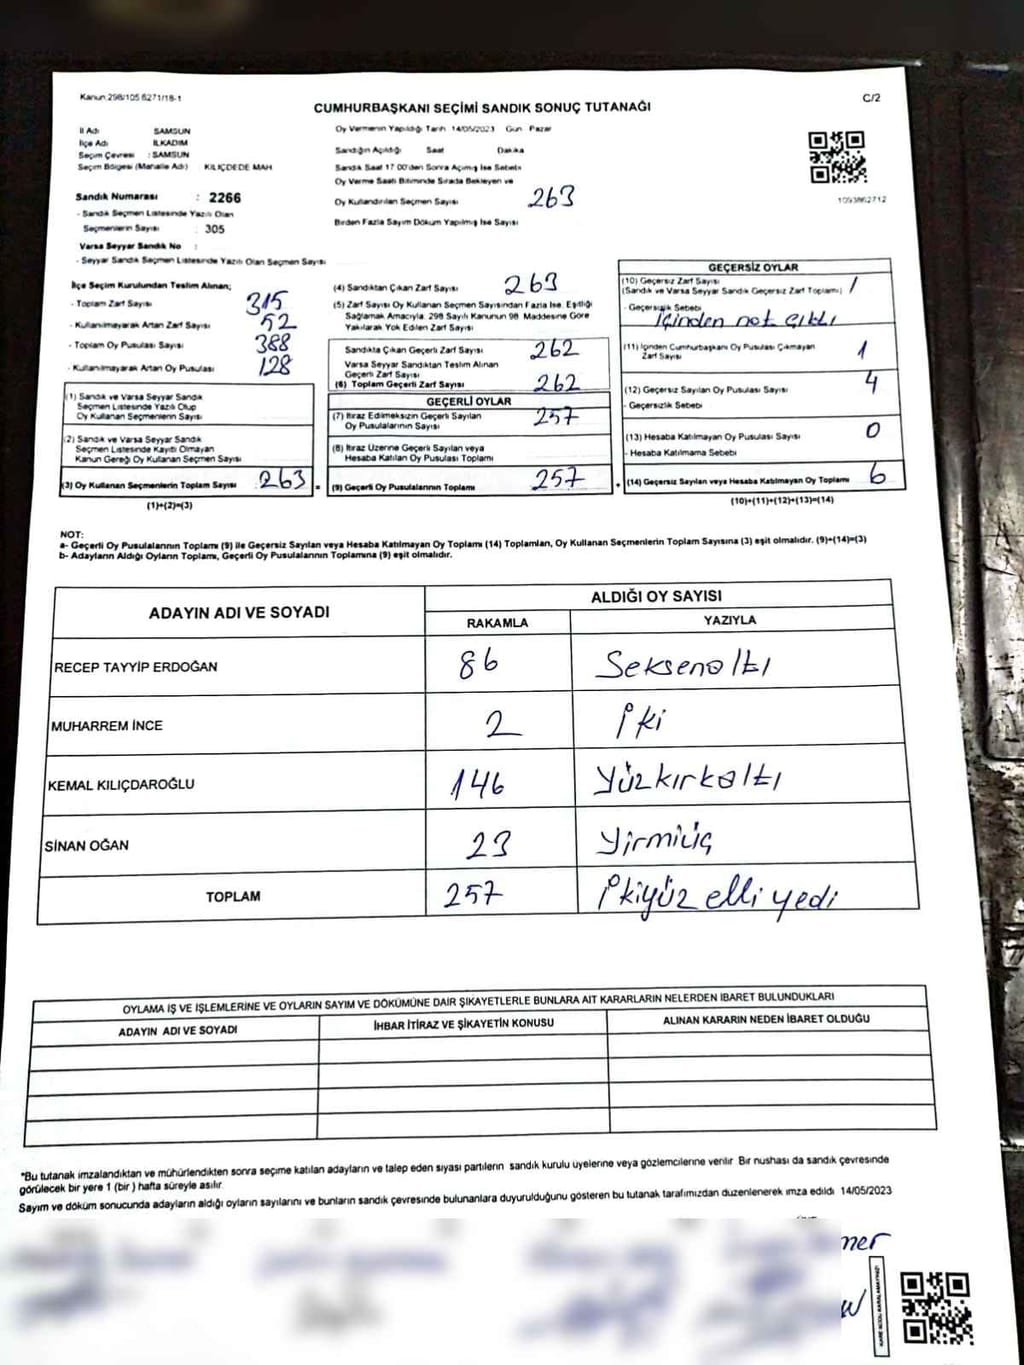 Kanun:298/105 6271/18-1
C/2
CUMHURBAŞKANI SEÇİMİ SANDIK SONUÇ TUTANAĞI
İl Adı SAMSUN
İlçe Adı İLKADIM
Seçim Çevresi : SAMSUN
Seçim Bölgesi (Mahalle Adı) KILIÇDEDE MAH
Sandık Numarası : 2266
- Sandık Seçmen Listesinde Yazılı Olan
Seçmenlerin Sayısı : 305
Varsa Seyyar Sandık No :
- Seyyar Sandık Seçmen Listesinde Yazılı Olan Seçmen Sayısı
Oy Vermenin Yapıldığı Tarih 14/05/2023 Gün Pazar
Sandığın Açıldığı Saat Dakika
Sandık Saat 17:00'den Sonra Açılmış İse Sebebi
Oy Verme Saati Bitiminde Sırada Bekleyen ve
Oy Kullandırılan Seçmen Sayısı 263
Birden Fazla Sayım Döküm Yapılmış İse Sayısı
1093862712
İlçe Seçim Kurulundan Teslim Alınan;
- Toplam Zarf Sayısı 315
- Kullanılmayarak Artan Zarf Sayısı 52
- Toplam Oy Pusulası Sayısı 388
- Kullanılmayarak Artan Oy Pusulası 128
(1) Sandık ve Varsa Seyyar Sandık
Seçmen Listesinde Yazılı Olup
Oy Kullanan Seçmenlerin Sayısı
(2) Sandık ve Varsa Seyyar Sandık
Seçmen Listesinde Kayıtlı Olmayan
Kanun Gereği Oy Kullanan Seçmen Sayısı
(3) Oy Kullanan Seçmenlerin Toplam Sayısı 263 =
(1)+(2)=(3)
(4) Sandıktan Çıkan Zarf Sayısı 263
(5) Zarf Sayısı Oy Kullanan Seçmen Sayısından Fazla İse, Eşitliği
Sağlamak Amacıyla, 298 Sayılı Kanunun 98. Maddesine Göre
Yakılarak Yok Edilen Zarf Sayısı
Sandıkta Çıkan Geçerli Zarf Sayısı 262
Varsa Seyyar Sandıktan Teslim Alınan
Geçerli Zarf Sayısı
(6) Toplam Geçerli Zarf Sayısı 262
GEÇERLİ OYLAR
(7) İtiraz Edilmeksizin Geçerli Sayılan
Oy Pusulalarının Sayısı 257
(8) İtiraz Üzerine Geçerli Sayılan veya
Hesaba Katılan Oy Pusulası Toplamı
(9) Geçerli Oy Pusulalarının Toplamı 257 +
GEÇERSİZ OYLAR
(10) Geçersiz Zarf Sayısı
(Sandık ve Varsa Seyyar Sandık Geçersiz Zarf Toplamı) 1
- Geçersizlik Sebebi
içinden not çıktı
(11) İçinden Cumhurbaşkanı Oy Pusulası Çıkmayan
Zarf Sayısı 1
(12) Geçersiz Sayılan Oy Pusulası Sayısı 4
- Geçersizlik Sebebi
(13) Hesaba Katılmayan Oy Pusulası Sayısı 0
- Hesaba Katılmama Sebebi
(14) Geçersiz Sayılan veya Hesaba Katılmayan Oy Toplamı 6
(10)+(11)+(12)+(13)=(14)
NOT:
a- Geçerli Oy Pusulalarının Toplamı (9) ile Geçersiz Sayılan veya Hesaba Katılmayan Oy Toplamı (14) Toplamları, Oy Kullanan Seçmenlerin Toplam Sayısına (3) eşit olmalıdır. (9)+(14)=(3)
b- Adayların Aldığı Oyların Toplamı, Geçerli Oy Pusulalarının Toplamına (9) eşit olmalıdır.
ADAYIN ADI VE SOYADI
ALDIĞI OY SAYISI
RAKAMLA YAZIYLA
RECEP TAYYİP ERDOĞAN 86 Seksenaltı
MUHARREM İNCE 2 iki
KEMAL KILIÇDAROĞLU 146 Yüzkırkaltı
SİNAN OĞAN 23 Yirmiüç
TOPLAM 257 ikiyüz elli yedi
OYLAMA İŞ VE İŞLEMLERİNE VE OYLARIN SAYIM VE DÖKÜMÜNE DAİR ŞİKAYETLERLE BUNLARA AİT KARARLARIN NELERDEN İBARET BULUNDUKLARI
ADAYIN ADI VE SOYADI İHBAR İTİRAZ VE ŞİKAYETİN KONUSU ALINAN KARARIN NEDEN İBARET OLDUĞU
*Bu tutanak imzalandıktan ve mühürlendikten sonra seçime katılan adayların ve talep eden siyasi partilerin sandık kurulu üyelerine veya gözlemcilerine verilir. Bir nüshası da sandık çevresinde
görülecek bir yere 1 (bir) hafta süreyle asılır.
Sayım ve döküm sonucunda adayların aldığı oyların sayılarını ve bunların sandık çevresinde bulunanlara duyurulduğunu gösteren bu tutanak tarafımızdan düzenlenerek imza edildi. 14/05/2023
ner